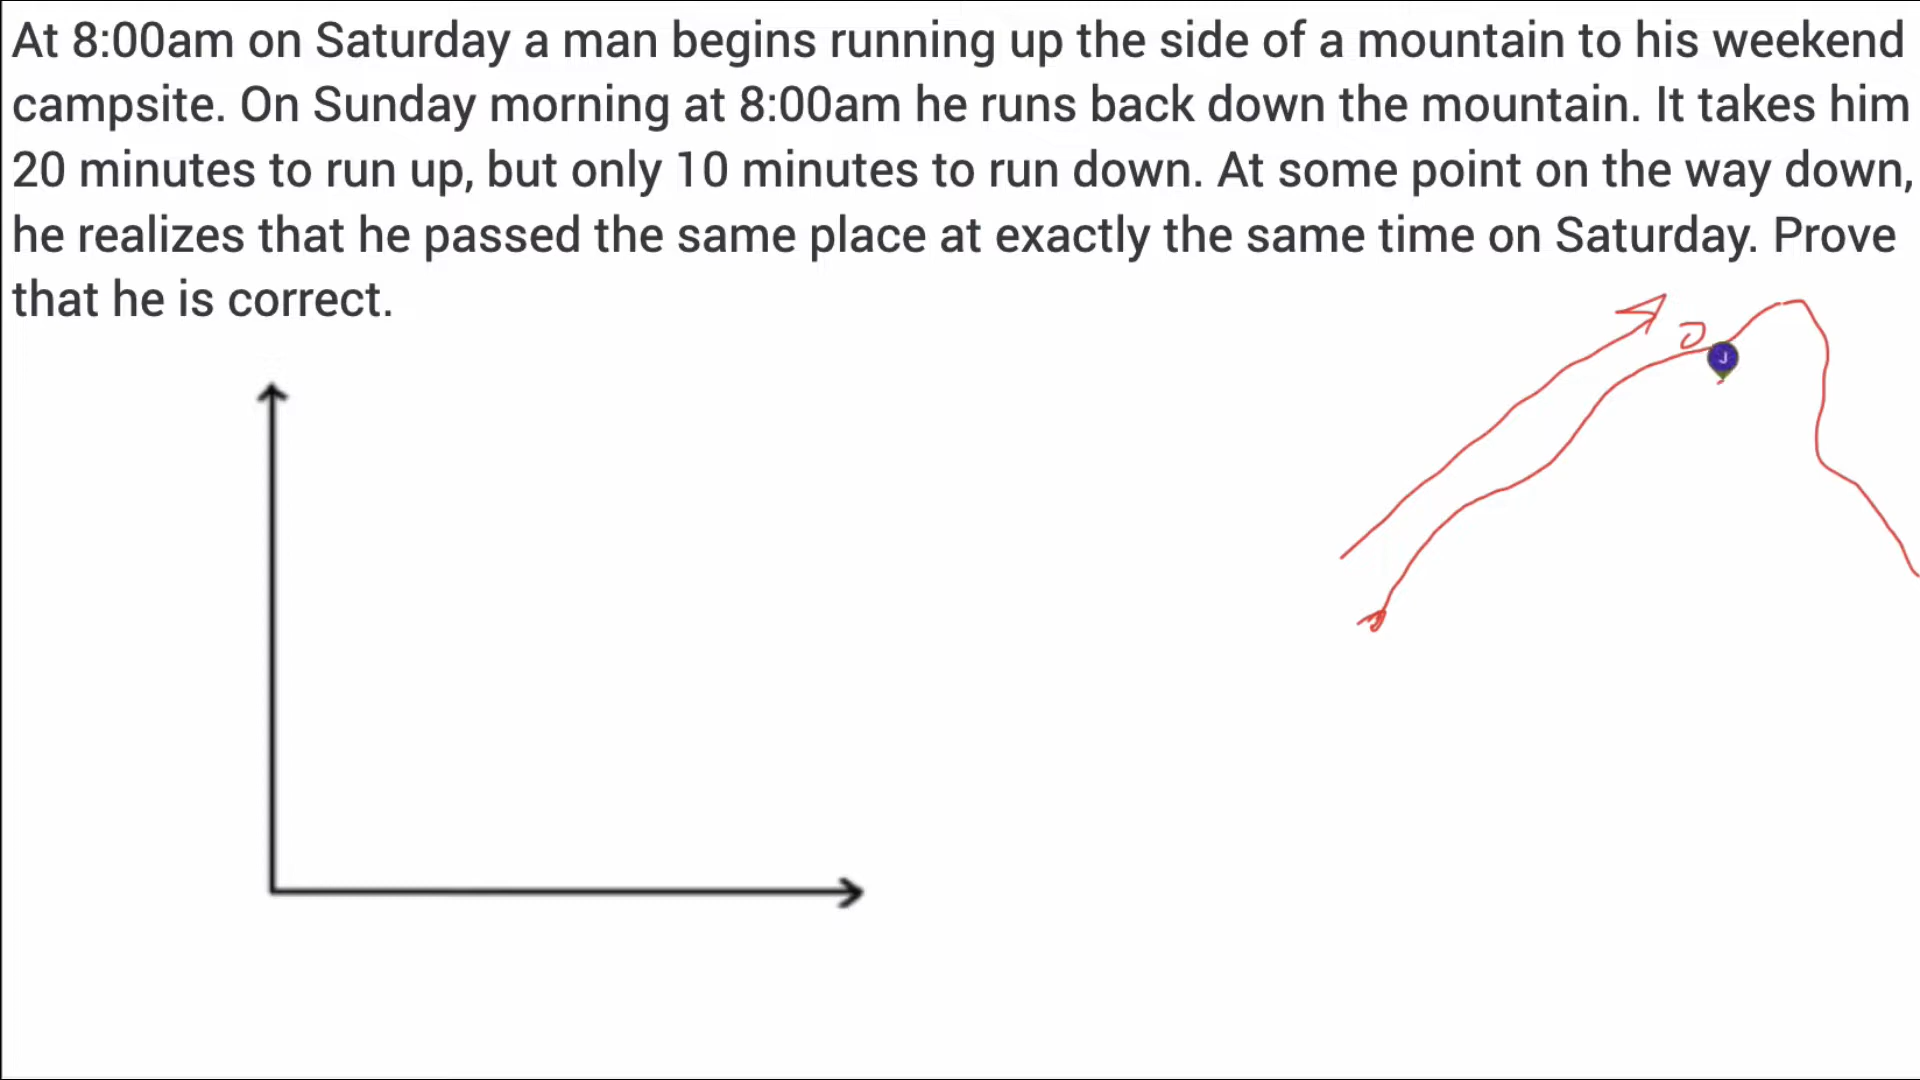 At 8:00am on Saturday a man begins running up the side of a mountain to his weekend
campsite. On Sunday morning at 8:00am he runs back down the mountain. It takes him
20 minutes to run up, but only 10 minutes to run down. At some point on the way down,
he realizes that he passed the same place at exactly the same time on Saturday. Prove
that he is correct.
J